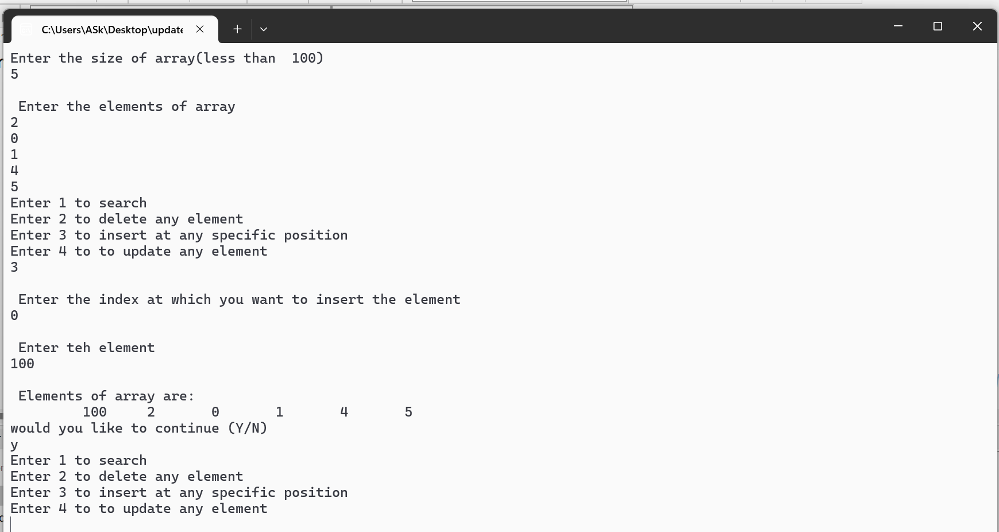 C:\Users\ASk\Desktop\update
Enter the size of array(less than  100)
5
Enter the elements of array
2
0
1
4
5
Enter 1 to search
Enter 2 to delete any element
Enter 3 to insert at any specific position
Enter 4 to to update any element
3
Enter the index at which you want to insert the element
0
Enter teh element
100
Elements of array are:
100 2 0 1 4 5
would you like to continue (Y/N)
y
Enter 1 to search
Enter 2 to delete any element
Enter 3 to insert at any specific position
Enter 4 to to update any element